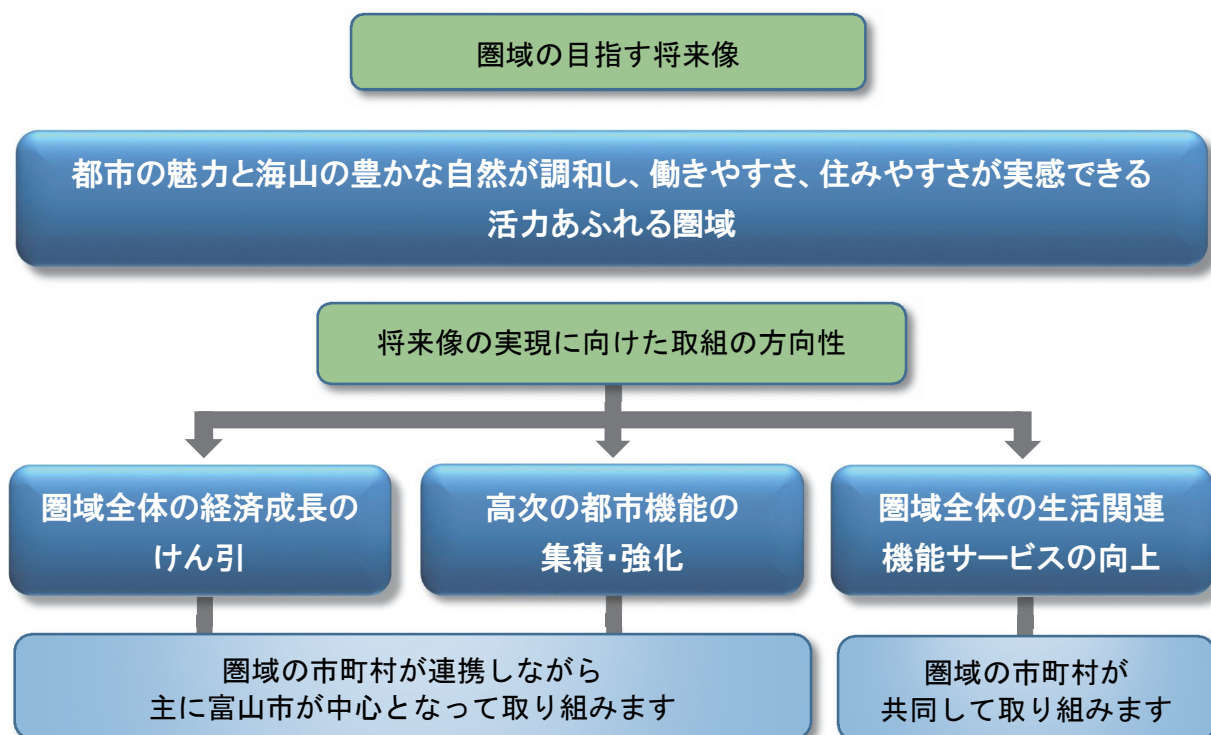 圏域の目指す将来像
都市の魅力と海山の豊かな自然が調和し、働きやすさ、住みやすさが実感できる
活力あふれる圏域
将来像の実現に向けた取組の方向性
圏域全体の経済成長の
けん引
高次の都市機能の
集積・強化
圏域全体の生活関連
機能サービスの向上
圏域の市町村が連携しながら
主に富山市が中心となって取り組みます
圏域の市町村が
共同して取り組みます